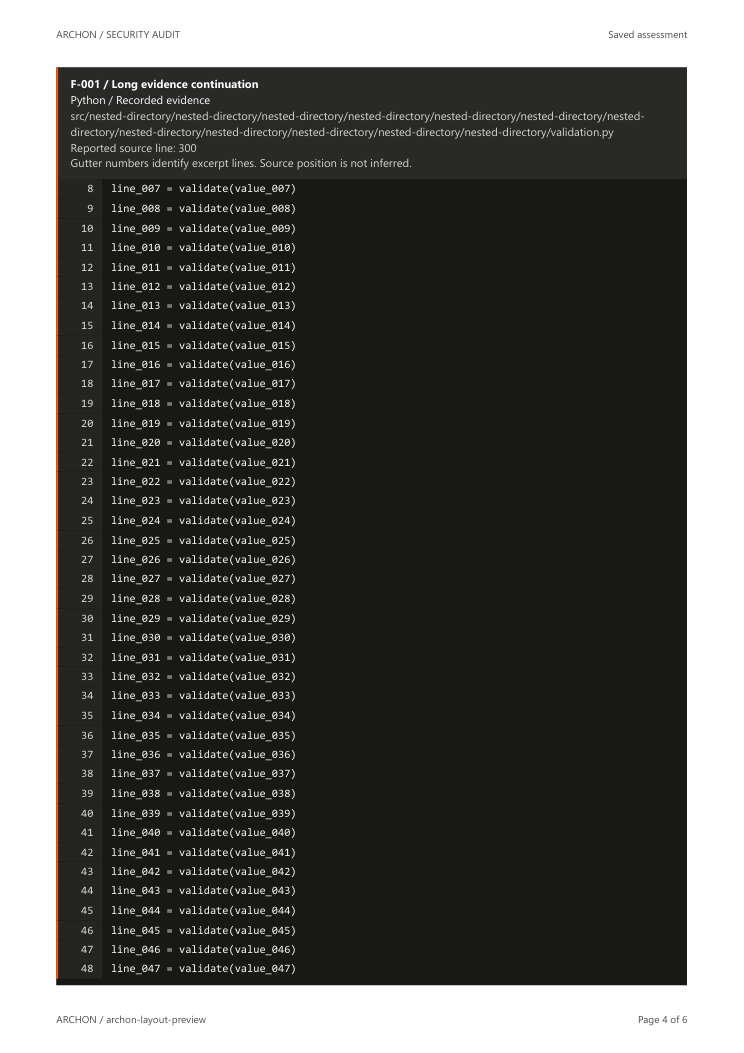 ARCHON / SECURITY AUDIT Saved assessment
F-001 / Long evidence continuation
Python / Recorded evidence
src/nested-directory/nested-directory/nested-directory/nested-directory/nested-directory/nested-directory/nested-
directory/nested-directory/nested-directory/nested-directory/nested-directory/nested-directory/validation.py
Reported source line: 300
Gutter numbers identify excerpt lines. Source position is not inferred.
8 line_007 = validate(value_007)
9 line_008 = validate(value_008)
10 line_009 = validate(value_009)
11 line_010 = validate(value_010)
12 line_011 = validate(value_011)
13 line_012 = validate(value_012)
14 line_013 = validate(value_013)
15 line_014 = validate(value_014)
16 line_015 = validate(value_015)
17 line_016 = validate(value_016)
18 line_017 = validate(value_017)
19 line_018 = validate(value_018)
20 line_019 = validate(value_019)
21 line_020 = validate(value_020)
22 line_021 = validate(value_021)
23 line_022 = validate(value_022)
24 line_023 = validate(value_023)
25 line_024 = validate(value_024)
26 line_025 = validate(value_025)
27 line_026 = validate(value_026)
28 line_027 = validate(value_027)
29 line_028 = validate(value_028)
30 line_029 = validate(value_029)
31 line_030 = validate(value_030)
32 line_031 = validate(value_031)
33 line_032 = validate(value_032)
34 line_033 = validate(value_033)
35 line_034 = validate(value_034)
36 line_035 = validate(value_035)
37 line_036 = validate(value_036)
38 line_037 = validate(value_037)
39 line_038 = validate(value_038)
40 line_039 = validate(value_039)
41 line_040 = validate(value_040)
42 line_041 = validate(value_041)
43 line_042 = validate(value_042)
44 line_043 = validate(value_043)
45 line_044 = validate(value_044)
46 line_045 = validate(value_045)
47 line_046 = validate(value_046)
48 line_047 = validate(value_047)
ARCHON / archon-layout-preview Page 4 of 6